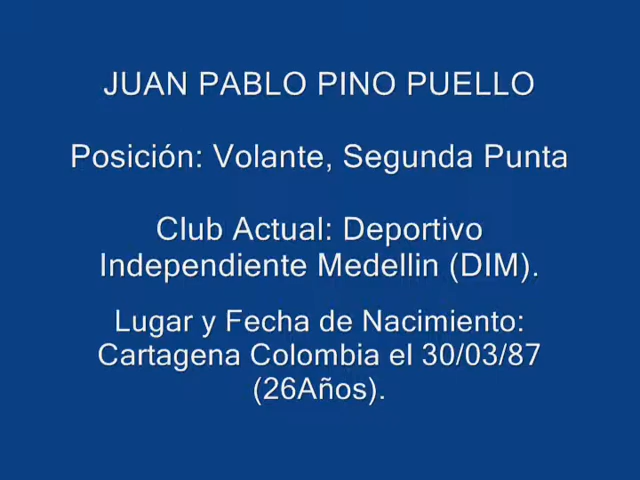 JUAN PABLO PINO PUELLO
Posición: Volante, Segunda Punta
Club Actual: Deportivo
Independiente Medellin (DIM).
Lugar y Fecha de Nacimiento:
Cartagena Colombia el 30/03/87
(26Años).